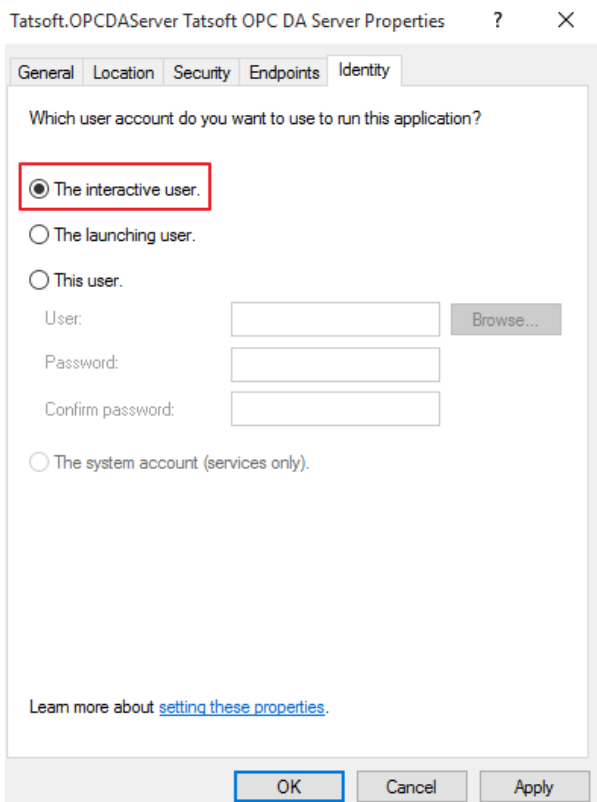 Tatsoft.OPCDAServer Tatsoft OPC DA Server Properties ? ✕
General Location Security Endpoints Identity
Which user account do you want to use to run this application?
The interactive user.
The launching user.
This user.
User: Browse...
Password:
Confirm password:
The system account (services only).
Learn more about setting these properties.
OK Cancel Apply